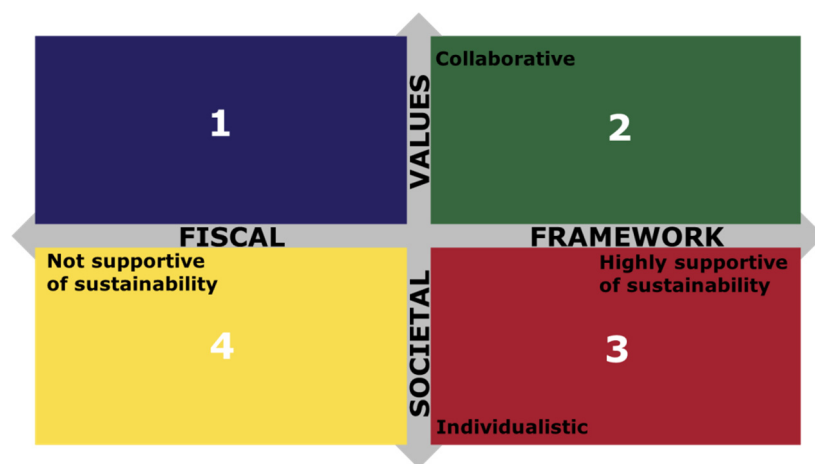 Collaborative
1
2
VALUES
FISCAL
FRAMEWORK
Not supportive
of sustainability
Highly supportive
of sustainability
4
3
SOCIETAL
Individualistic